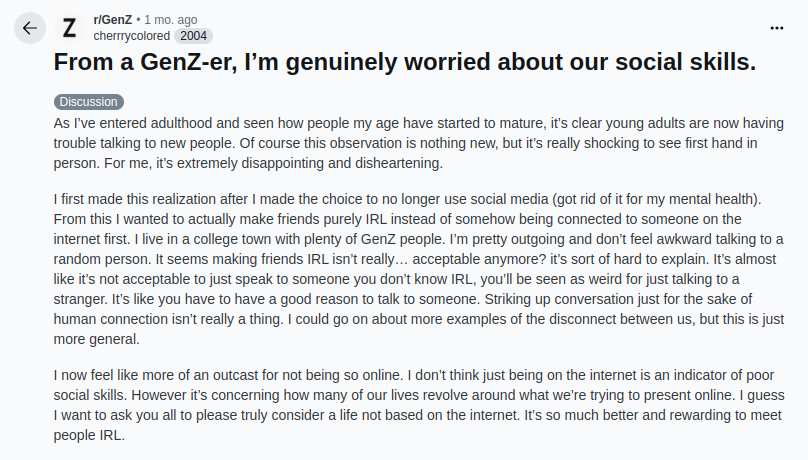 r/GenZ • 1 mo. ago
cherrrycolored 2004
From a GenZ-er, I’m genuinely worried about our social skills.
Discussion
As I’ve entered adulthood and seen how people my age have started to mature, it’s clear young adults are now having
trouble talking to new people. Of course this observation is nothing new, but it’s really shocking to see first hand in
person. For me, it’s extremely disappointing and disheartening.
I first made this realization after I made the choice to no longer use social media (got rid of it for my mental health).
From this I wanted to actually make friends purely IRL instead of somehow being connected to someone on the
internet first. I live in a college town with plenty of GenZ people. I’m pretty outgoing and don’t feel awkward talking to a
random person. It seems making friends IRL isn’t really… acceptable anymore? it’s sort of hard to explain. It’s almost
like it’s not acceptable to just speak to someone you don’t know IRL, you’ll be seen as weird for just talking to a
stranger. It’s like you have to have a good reason to talk to someone. Striking up conversation just for the sake of
human connection isn’t really a thing. I could go on about more examples of the disconnect between us, but this is just
more general.
I now feel like more of an outcast for not being so online. I don’t think just being on the internet is an indicator of poor
social skills. However it’s concerning how many of our lives revolve around what we’re trying to present online. I guess
I want to ask you all to please truly consider a life not based on the internet. It’s so much better and rewarding to meet
people IRL.